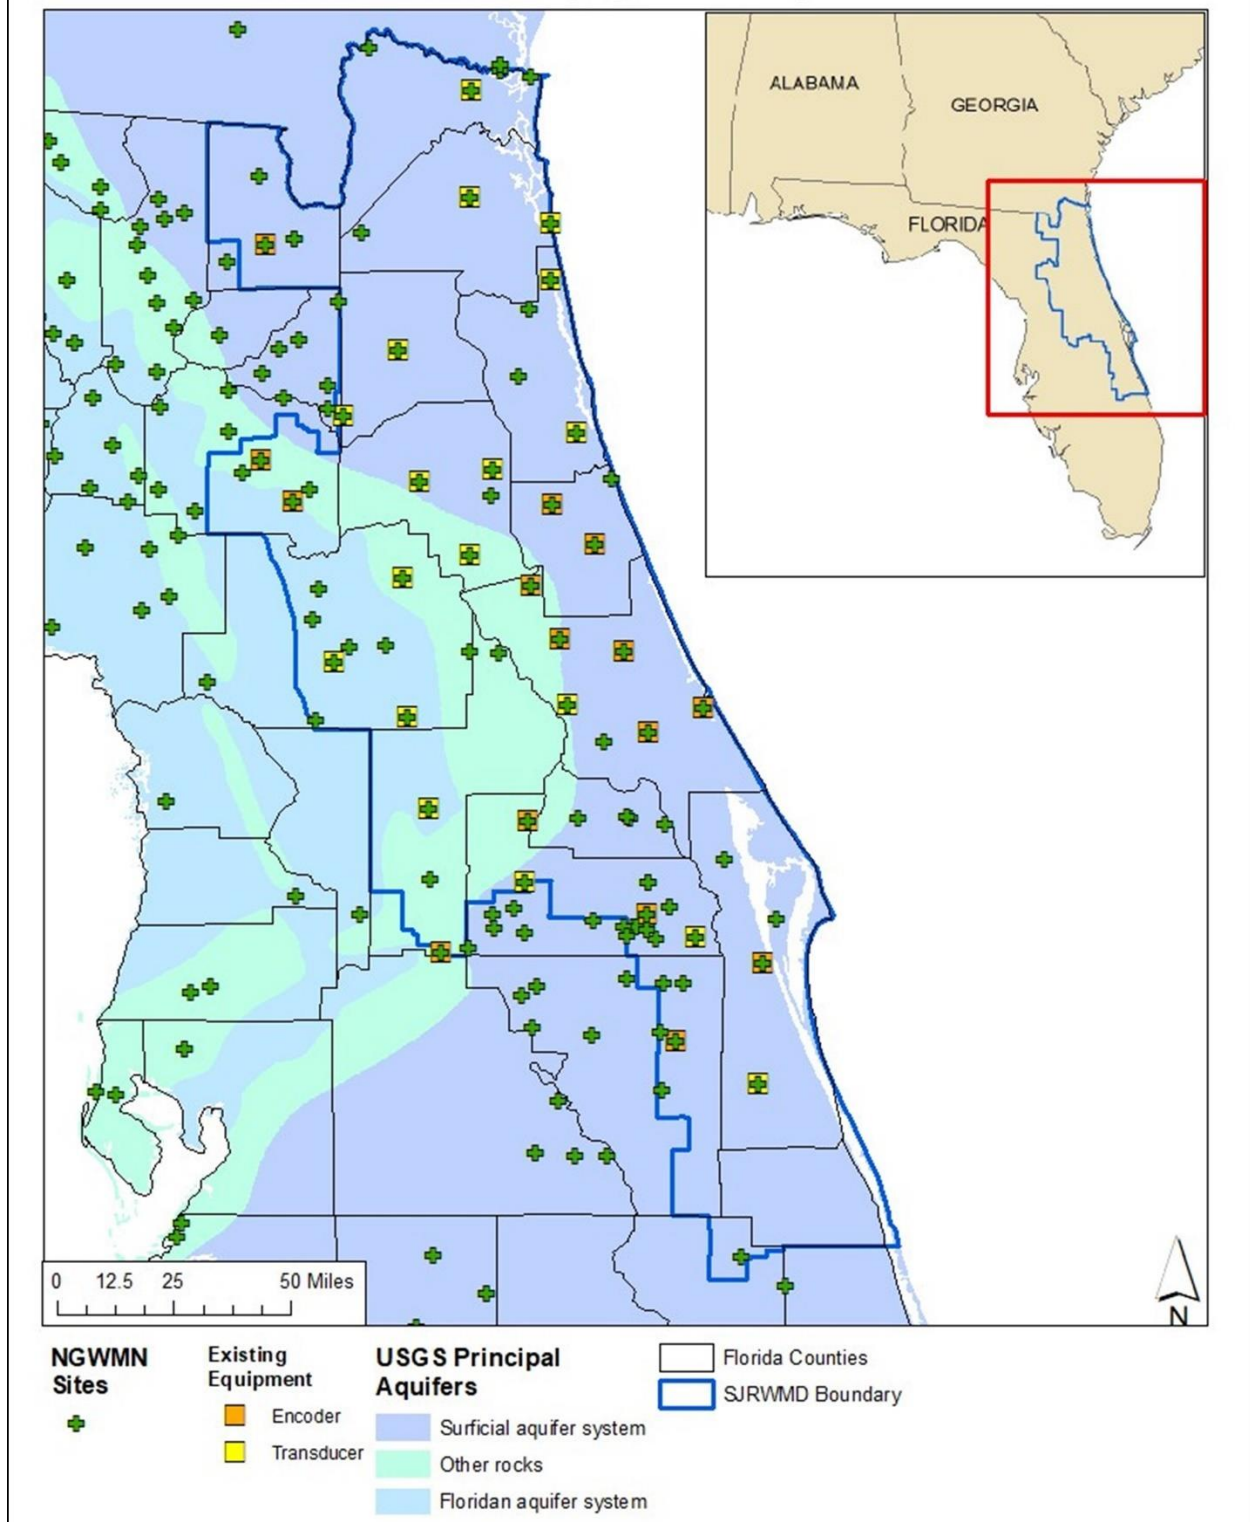 ALABAMA
GEORGIA
FLORIDA
0 12.5 25 50 Miles
N
NGWMN
Sites
Existing
Equipment
Encoder
Transducer
USGS Principal
Aquifers
Surficial aquifer system
Other rocks
Floridan aquifer system
Florida Counties
SJRWMD Boundary